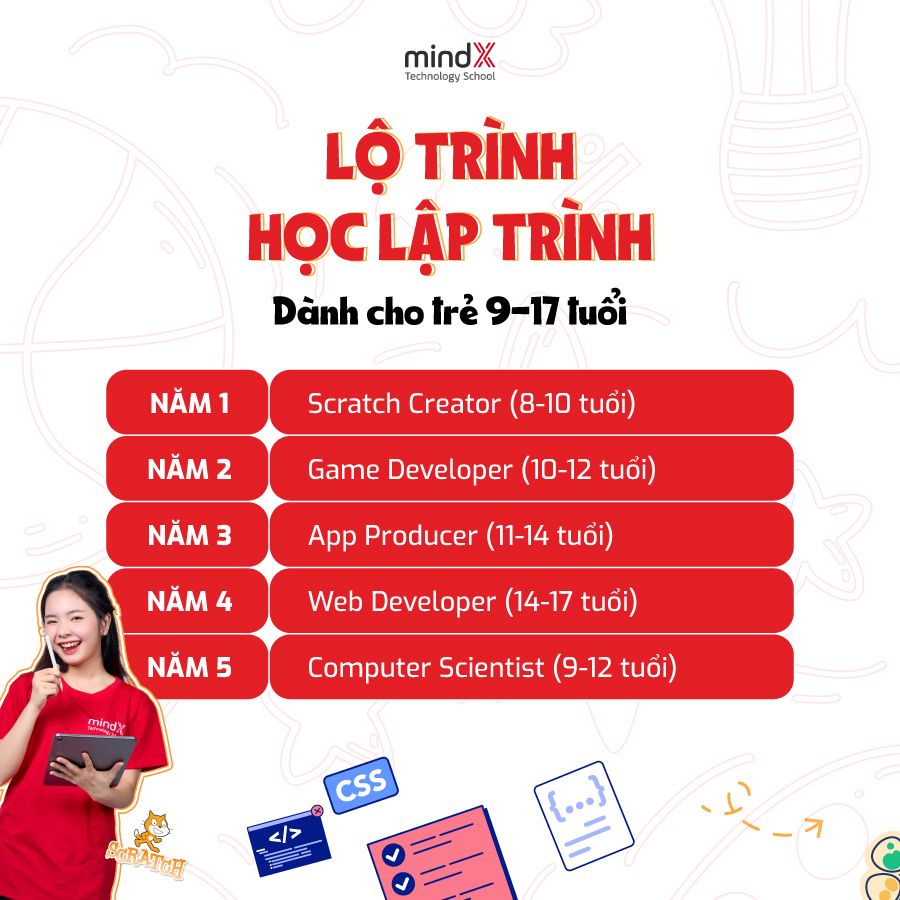 mindX
Technology School
LỘ TRÌNH
HỌC LẬP TRÌNH
Dành cho trẻ 9-17 tuổi
NĂM 1 Scratch Creator (8-10 tuổi)
NĂM 2 Game Developer (10-12 tuổi)
NĂM 3 App Producer (11-14 tuổi)
NĂM 4 Web Developer (14-17 tuổi)
NĂM 5 Computer Scientist (9-12 tuổi)
mindX
Technology
CSS
</>
{....}
SCRATCH